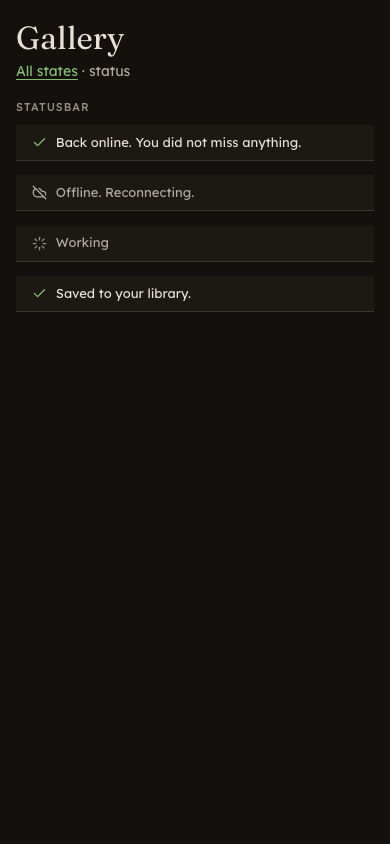 Gallery
All states · status
STATUSBAR
Back online. You did not miss anything.
Offline. Reconnecting.
Working
Saved to your library.